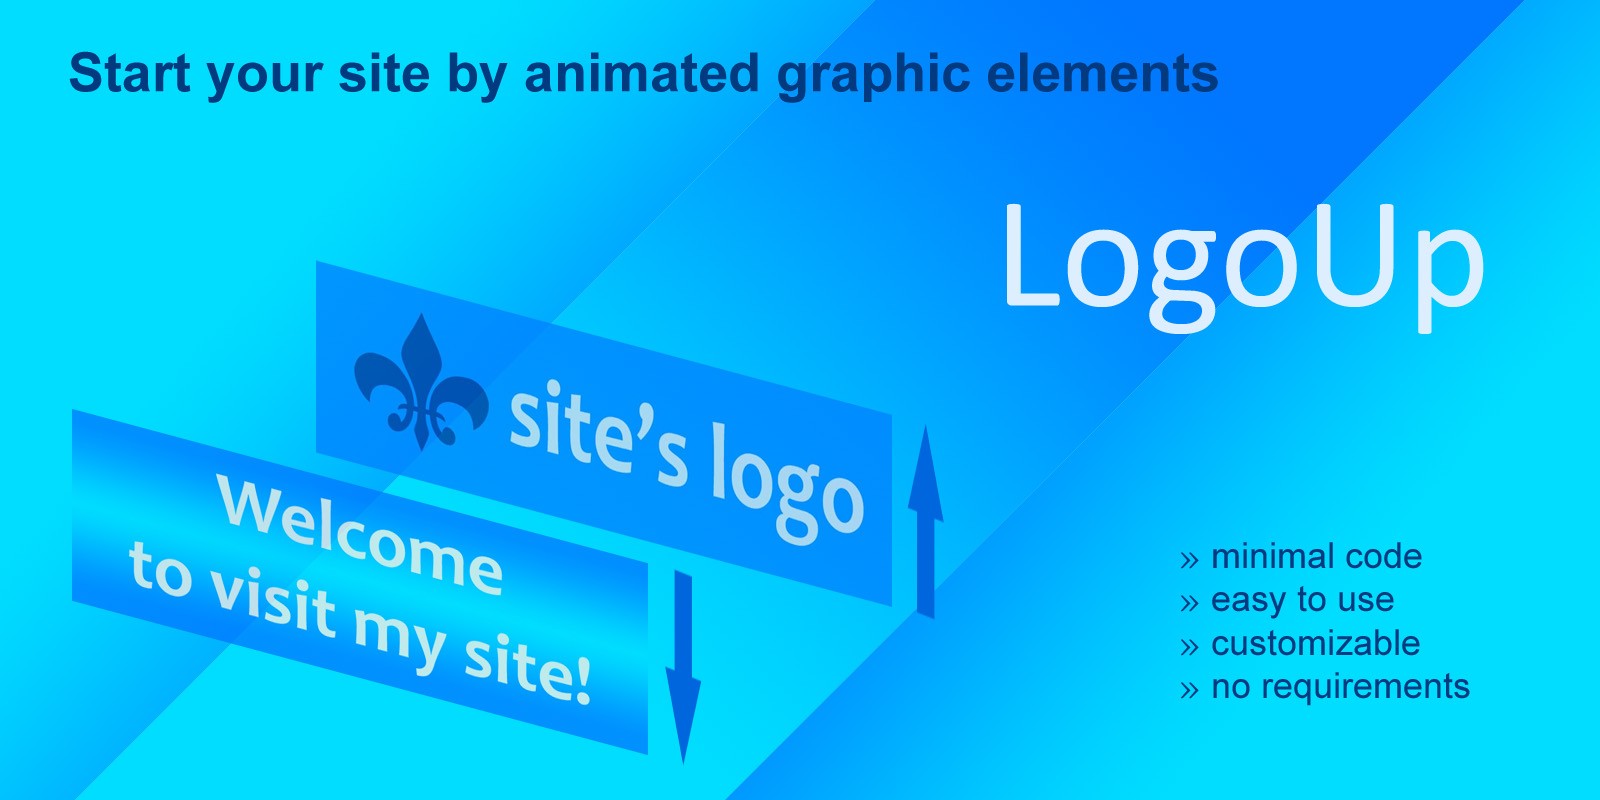 Start your site by animated graphic elements
LogoUp
site’s logo
Welcome
to visit my site!
» minimal code
» easy to use
» customizable
» no requirements